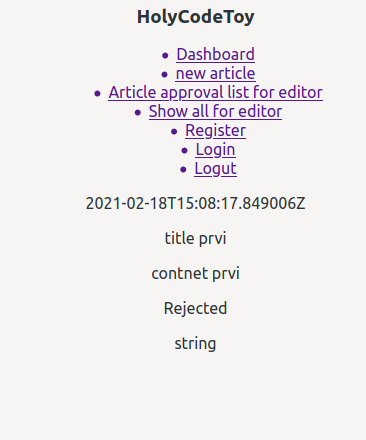 HolyCodeToy
Dashboard
new article
Article approval list for editor
Show all for editor
Register
Login
Logut
2021-02-18T15:08:17.849006Z
title prvi
contnet prvi
Rejected
string